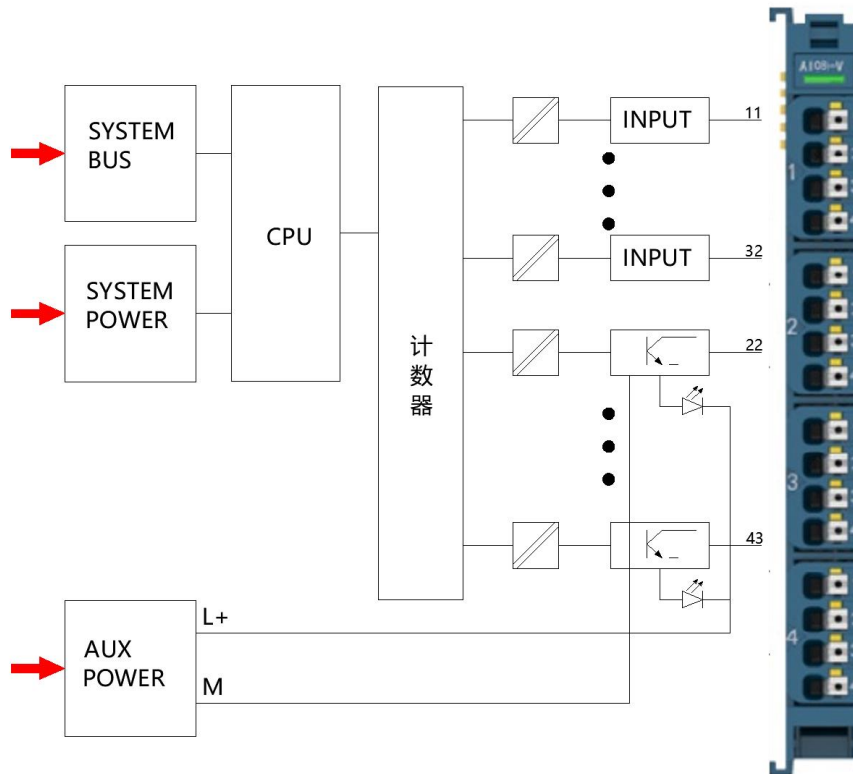 SYSTEM
BUS
SYSTEM
POWER
CPU
计
数
器
INPUT
11
INPUT
32
22
43
AUX
POWER
L+
M
1
2
3
4